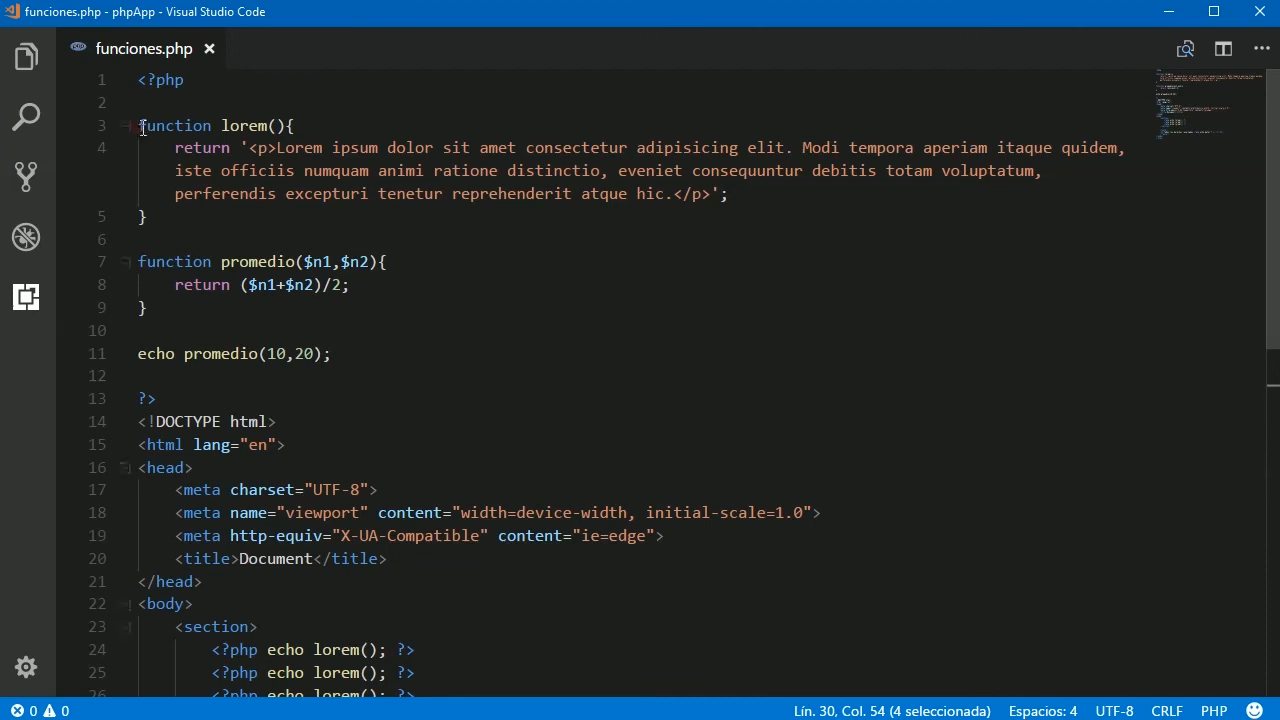 funciones.php - phpApp - Visual Studio Code
funciones.php
1 <?php
2
3 function lorem(){
4 return '<p>Lorem ipsum dolor sit amet consectetur adipisicing elit. Modi tempora aperiam itaque quidem,
iste officiis numquam animi ratione distinctio, eveniet consequuntur debitis totam voluptatum,
perferendis excepturi tenetur reprehenderit atque hic.</p>';
5 }
6
7 function promedio($n1,$n2){
8 return ($n1+$n2)/2;
9 }
10
11 echo promedio(10,20);
12
13 ?>
14 <!DOCTYPE html>
15 <html lang="en">
16 <head>
17 <meta charset="UTF-8">
18 <meta name="viewport" content="width=device-width, initial-scale=1.0">
19 <meta http-equiv="X-UA-Compatible" content="ie=edge">
20 <title>Document</title>
21 </head>
22 <body>
23 <section>
24 <?php echo lorem(); ?>
25 <?php echo lorem(); ?>
26 <?php echo lorem(); ?>
0 0 Lín. 30, Col. 54 (4 seleccionada) Espacios: 4 UTF-8 CRLF PHP